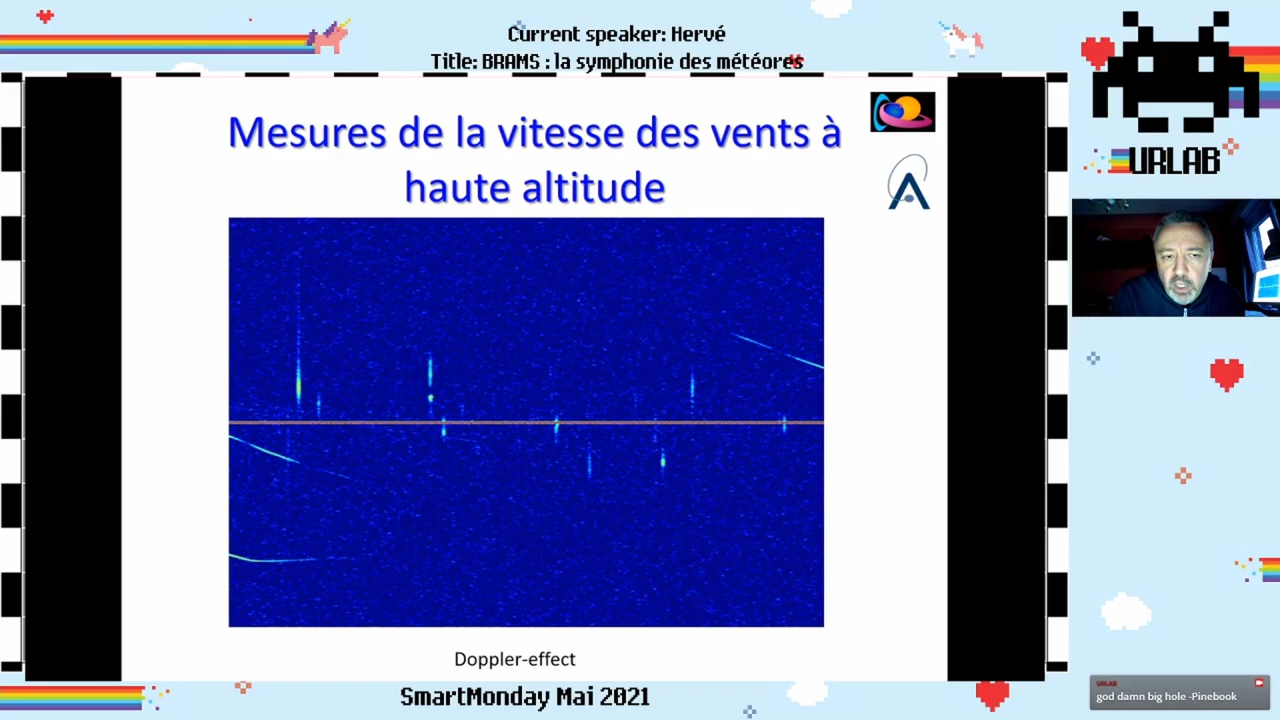 Current speaker: Hervé
Title: BRAMS : la symphonie des météores
Mesures de la vitesse des vents à
haute altitude
URLAB
Doppler-effect
SmartMonday Mai 2021
URLAB
god damn big hole -Pinebook